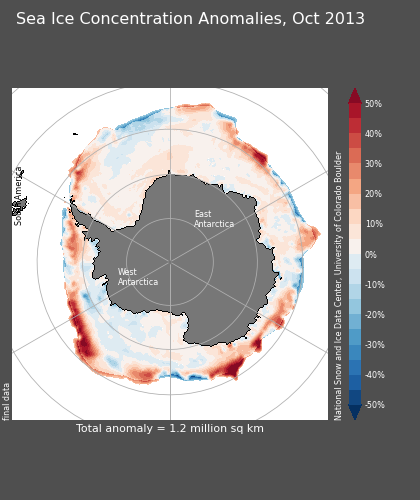 Sea Ice Concentration Anomalies, Oct 2013
South America
East
Antarctica
West
Antarctica
final data
Total anomaly = 1.2 million sq km
National Snow and Ice Data Center, University of Colorado Boulder
50%
40%
30%
20%
10%
0%
-10%
-20%
-30%
-40%
-50%